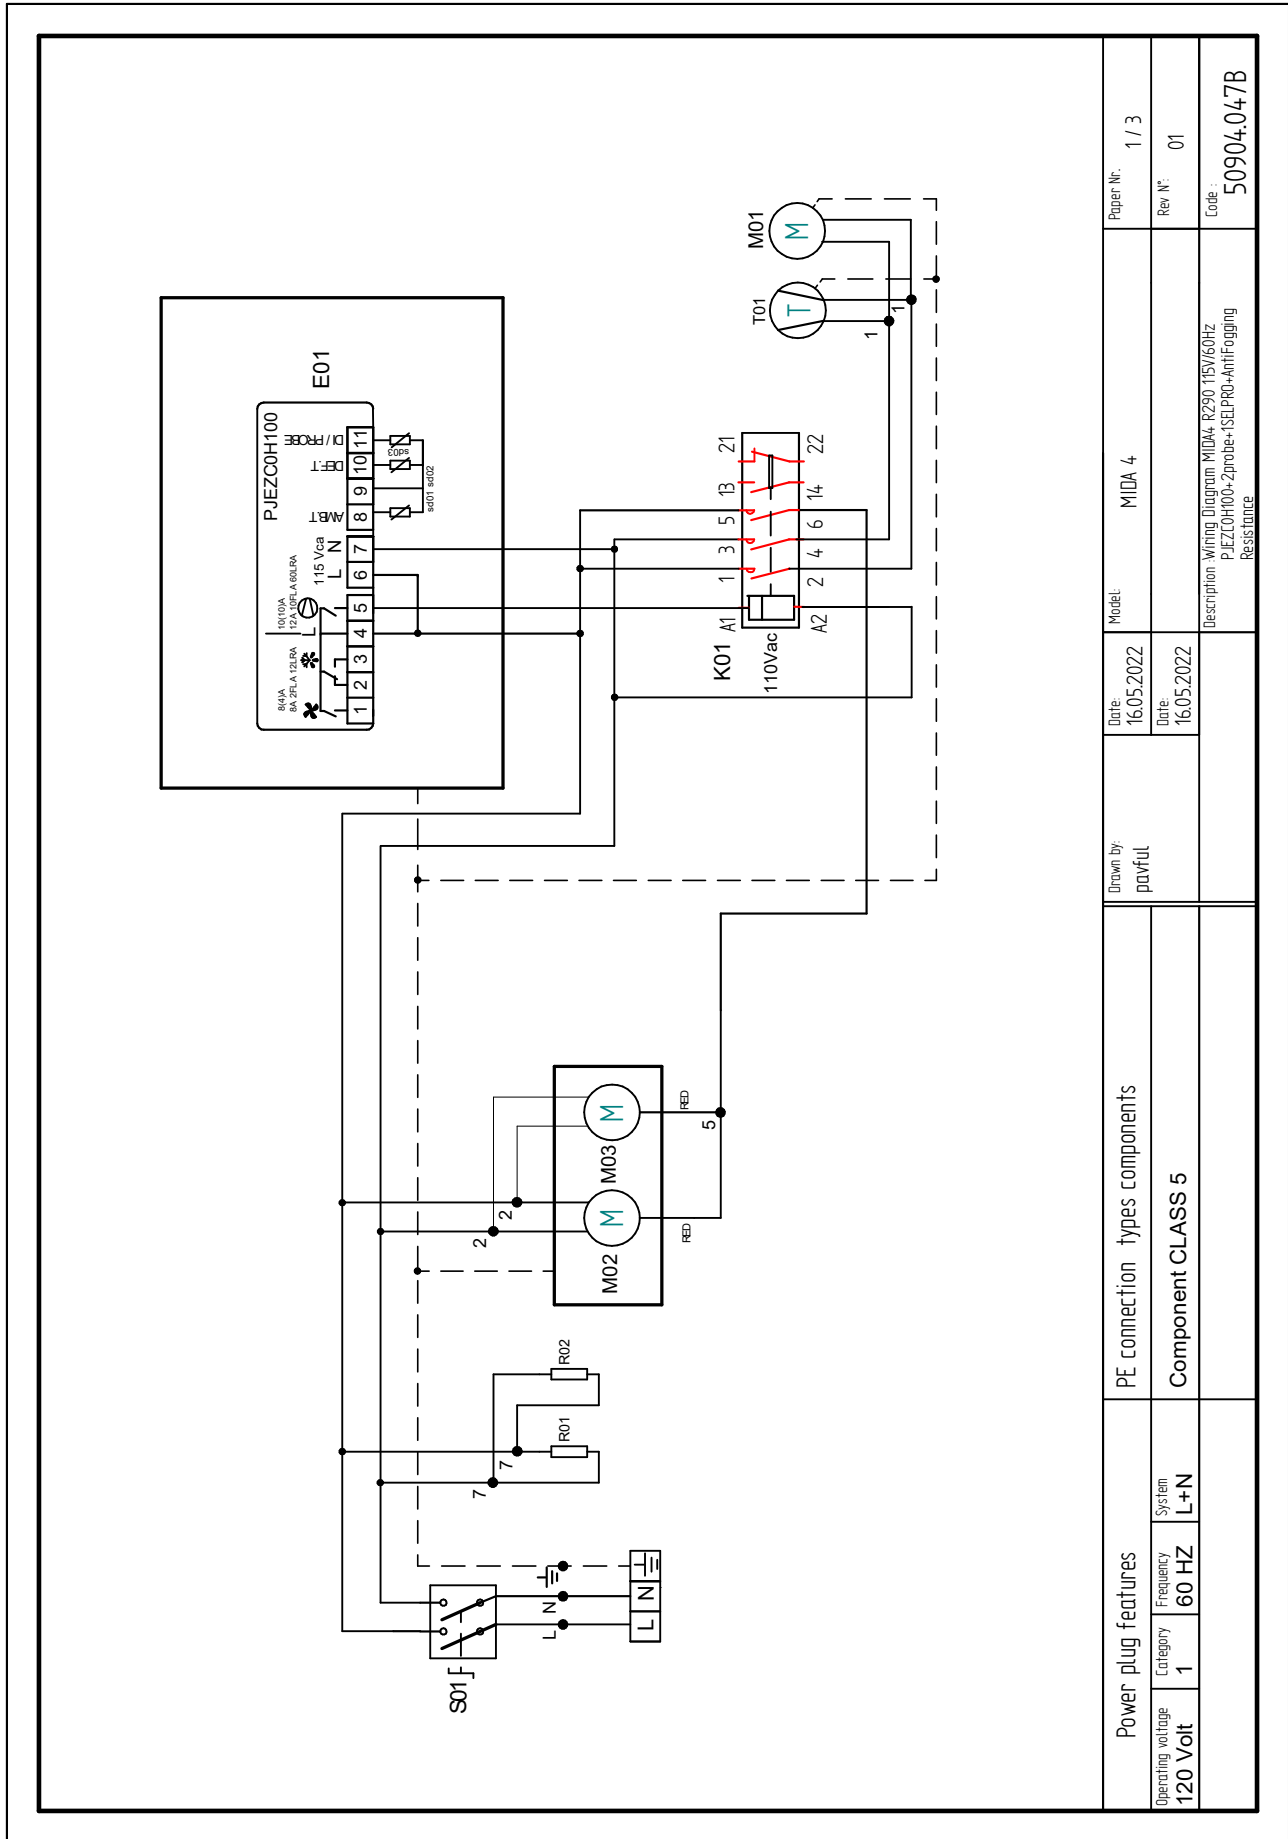 PJEZC0H100
E01
8(4)A
8A 2FLA 12LRA
10(10)A
12A 10FLA 60LRA
L
115 Vca
L N
AMB.T
DEF.T
DI / PROBE
1 2 3 4 5 6 7 8 9 10 11
sd03
sd01 sd02
K01
110Vac
A1 1 3 5 13 21
A2 2 4 6 14 22
T01
T
M01
M
1
1
S01
L N
L N
7
7
R01
R02
2
2
M02
M
M03
M
RED
RED
5
Power plug features
Operating voltage
120 Volt
Category
1
Frequency
60 HZ
System
L+N
PE connection types components
Component CLASS 5
Drawn by:
pavful
Date:
16.05.2022
Date:
16.05.2022
Model:
MIDA 4
Description :Wiring Diagram MIDA4 R290 115V/60Hz
PJEZC0H100+2probe+1SELPRO+AntiFogging
Resistance
Paper Nr.
1 / 3
Rev N°:
01
Code :
50904.047B